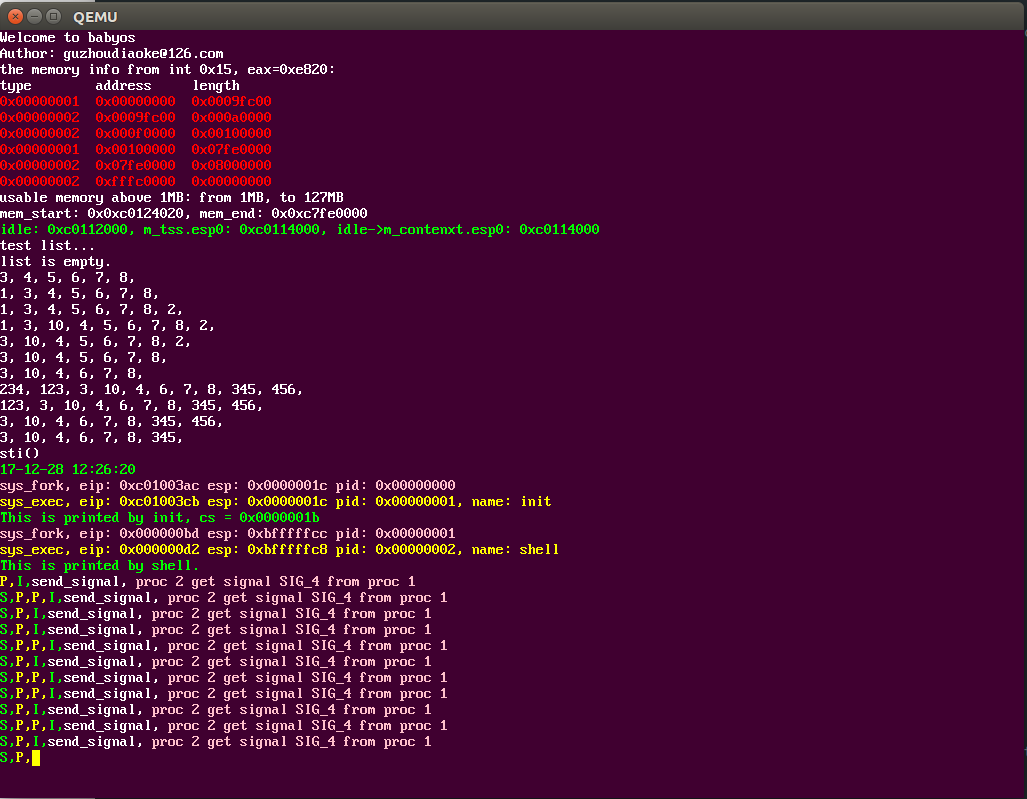 QEMU
Welcome to babyos
Author: guzhoudiaoke@126.com
the memory info from int 0x15, eax=0xe820:
type address length
0x00000001 0x00000000 0x0009fc00
0x00000002 0x0009fc00 0x000a0000
0x00000002 0x000f0000 0x00100000
0x00000001 0x00100000 0x07fe0000
0x00000002 0x07fe0000 0x08000000
0x00000002 0xfffc0000 0x00000000
usable memory above 1MB: from 1MB, to 127MB
mem_start: 0x0xc0124020, mem_end: 0x0xc7fe0000
idle: 0xc0112000, m_tss.esp0: 0xc0114000, idle->m_contenxt.esp0: 0xc0114000
test list...
list is empty.
3, 4, 5, 6, 7, 8,
1, 3, 4, 5, 6, 7, 8,
1, 3, 4, 5, 6, 7, 8, 2,
1, 3, 10, 4, 5, 6, 7, 8, 2,
3, 10, 4, 5, 6, 7, 8, 2,
3, 10, 4, 5, 6, 7, 8,
3, 10, 4, 6, 7, 8,
234, 123, 3, 10, 4, 6, 7, 8, 345, 456,
123, 3, 10, 4, 6, 7, 8, 345, 456,
3, 10, 4, 6, 7, 8, 345, 456,
3, 10, 4, 6, 7, 8, 345,
sti()
17-12-28 12:26:20
sys_fork, eip: 0xc01003ac esp: 0x0000001c pid: 0x00000000
sys_exec, eip: 0xc01003cb esp: 0x0000001c pid: 0x00000001, name: init
This is printed by init, cs = 0x0000001b
sys_fork, eip: 0x000000bd esp: 0xbfffffcc pid: 0x00000001
sys_exec, eip: 0x000000d2 esp: 0xbfffffc8 pid: 0x00000002, name: shell
This is printed by shell.
P,I,send_signal, proc 2 get signal SIG_4 from proc 1
S,P,P,I,send_signal, proc 2 get signal SIG_4 from proc 1
S,P,I,send_signal, proc 2 get signal SIG_4 from proc 1
S,P,I,send_signal, proc 2 get signal SIG_4 from proc 1
S,P,P,I,send_signal, proc 2 get signal SIG_4 from proc 1
S,P,I,send_signal, proc 2 get signal SIG_4 from proc 1
S,P,P,I,send_signal, proc 2 get signal SIG_4 from proc 1
S,P,P,I,send_signal, proc 2 get signal SIG_4 from proc 1
S,P,I,send_signal, proc 2 get signal SIG_4 from proc 1
S,P,P,I,send_signal, proc 2 get signal SIG_4 from proc 1
S,P,I,send_signal, proc 2 get signal SIG_4 from proc 1
S,P,